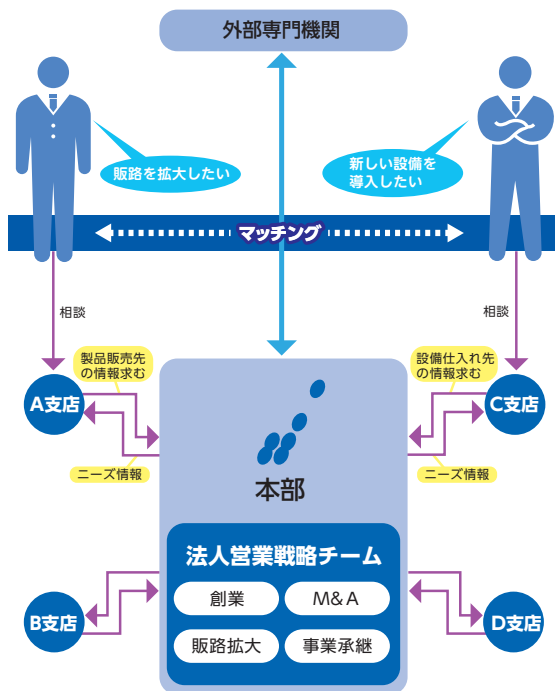 外部専門機関
販路を拡大したい
新しい設備を
導入したい
マッチング
相談
相談
製品販売先
の情報求む
設備仕入れ先
の情報求む
A支店
C支店
ニーズ情報
ニーズ情報
本部
法人営業戦略チーム
創業
M&A
B支店
D支店
販路拡大
事業承継